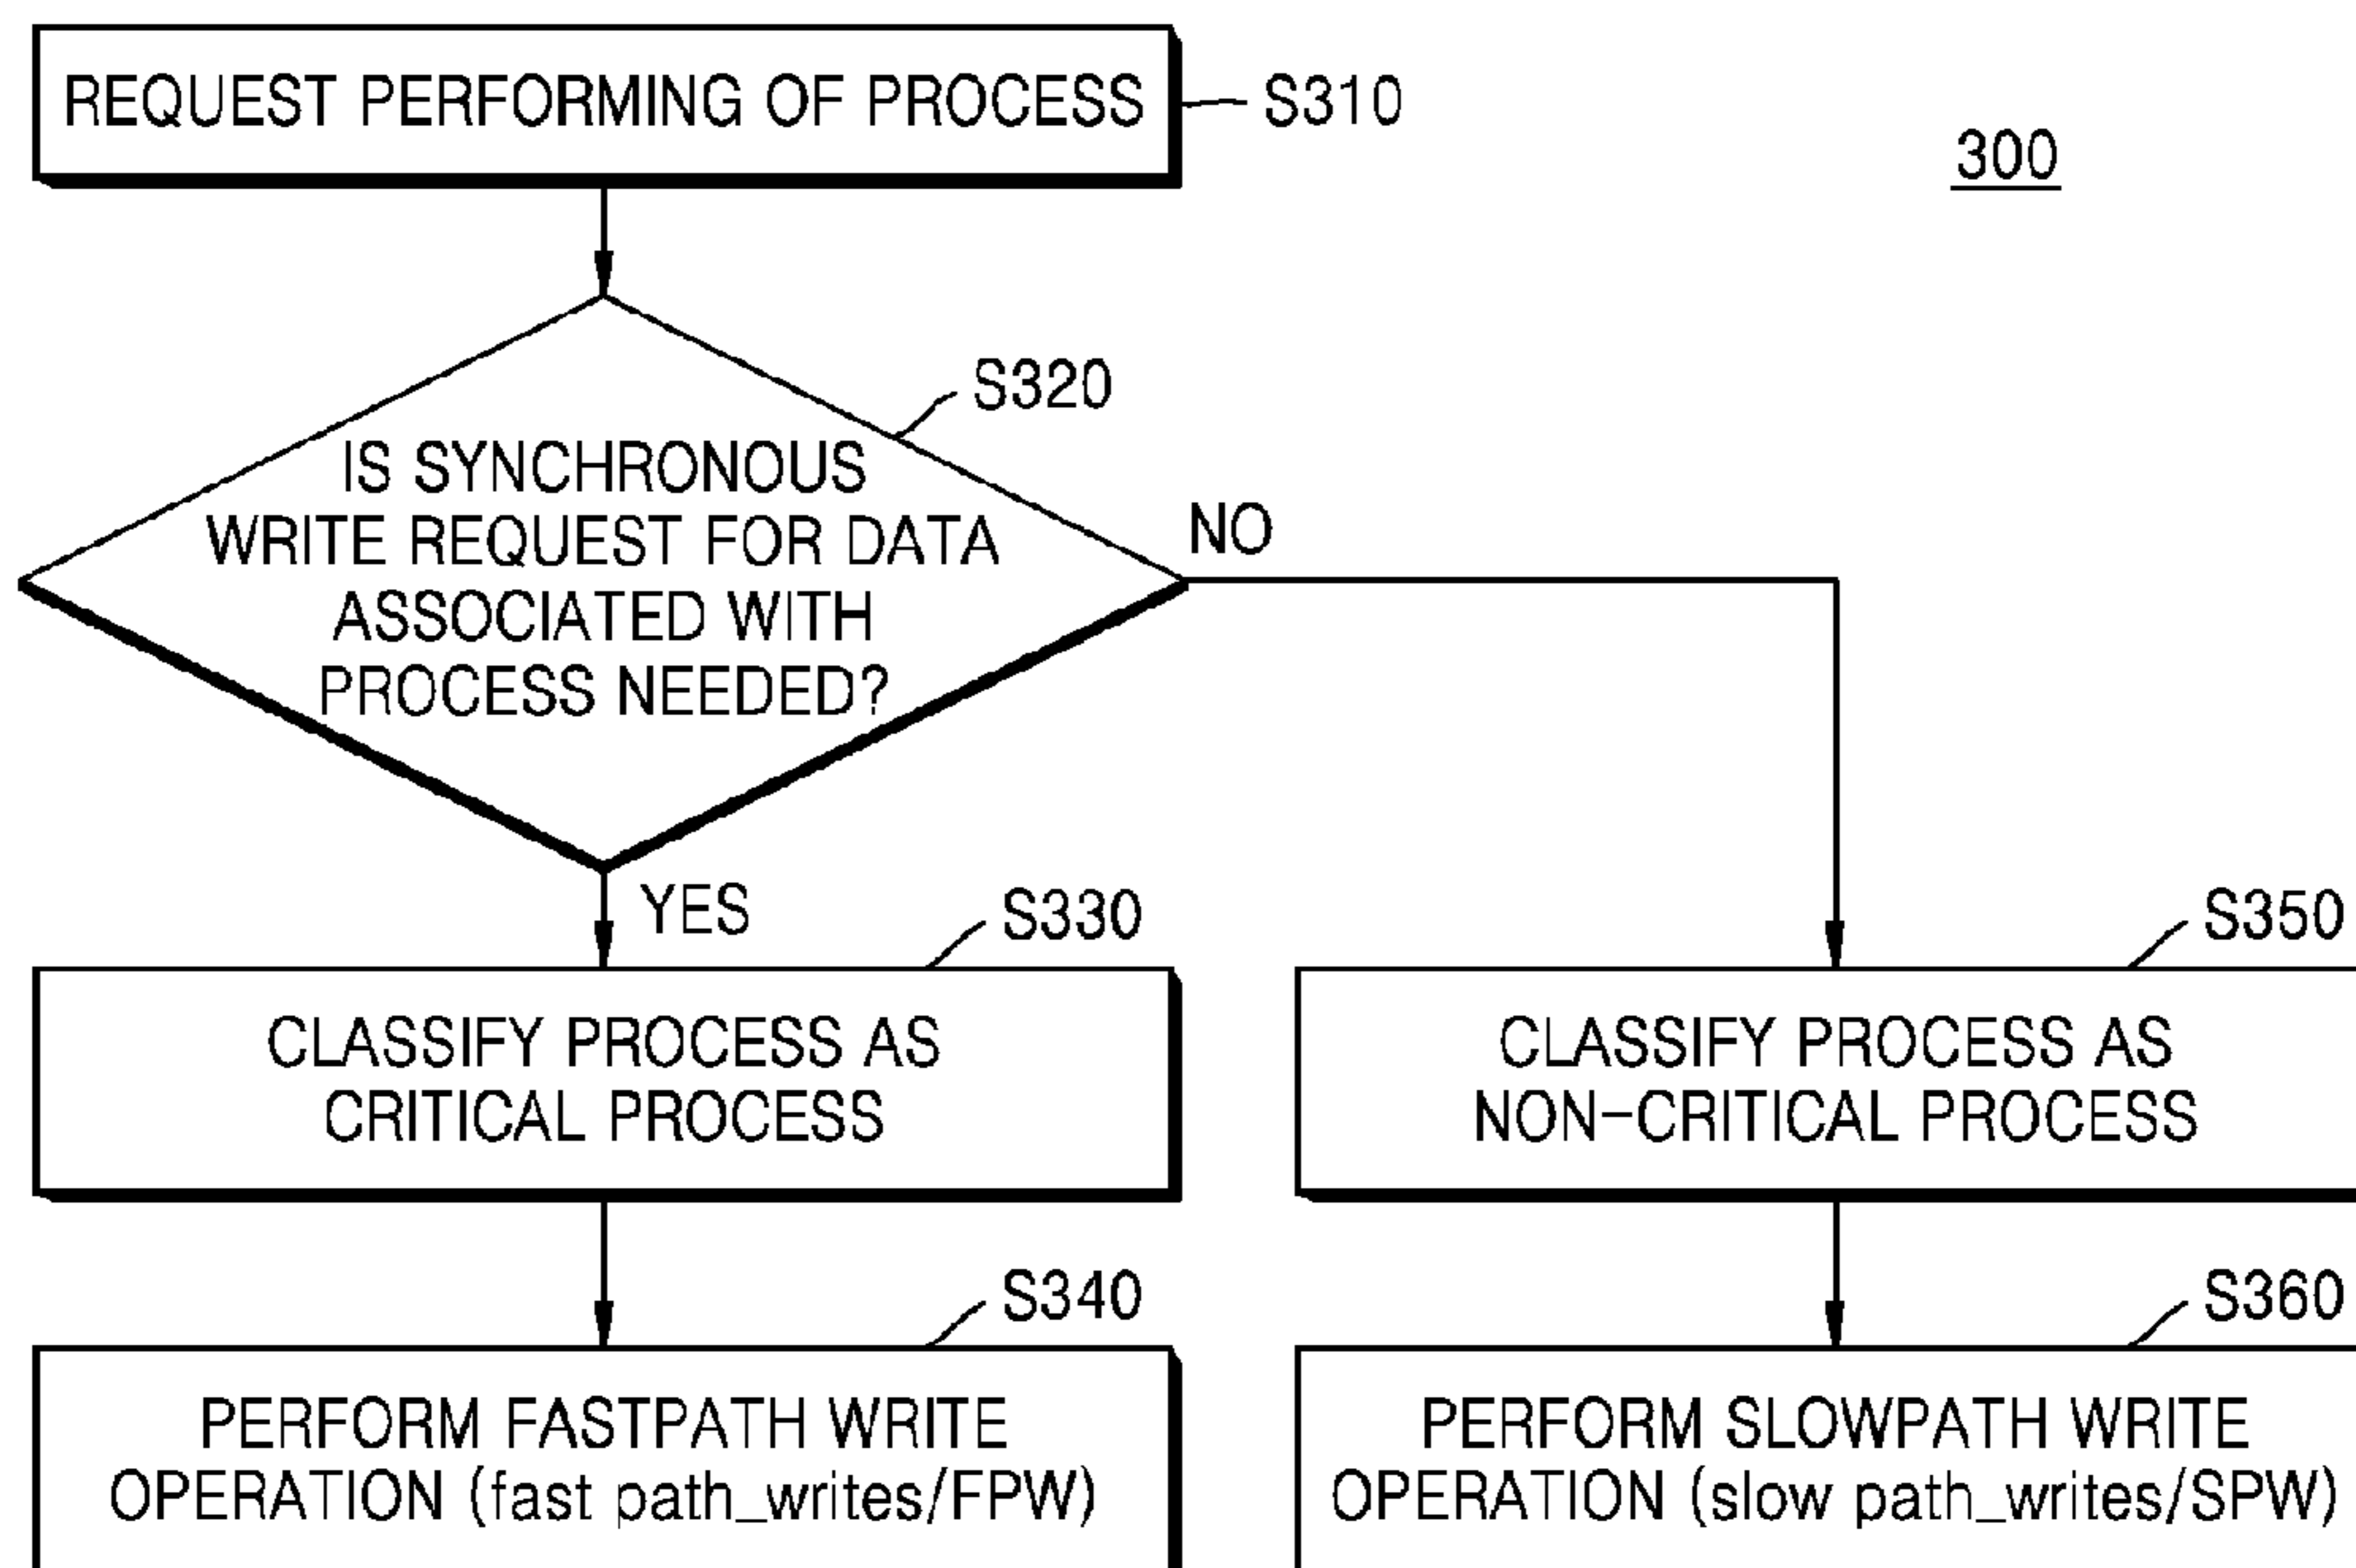 REQUEST PERFORMING OF PROCESS
S310
300
S320
IS SYNCHRONOUS
WRITE REQUEST FOR DATA
ASSOCIATED WITH
PROCESS NEEDED?
NO
YES
S330
CLASSIFY PROCESS AS
CRITICAL PROCESS
S350
CLASSIFY PROCESS AS
NON-CRITICAL PROCESS
S340
PERFORM FASTPATH WRITE
OPERATION (fast path_writes/FPW)
S360
PERFORM SLOWPATH WRITE
OPERATION (slow path_writes/SPW)